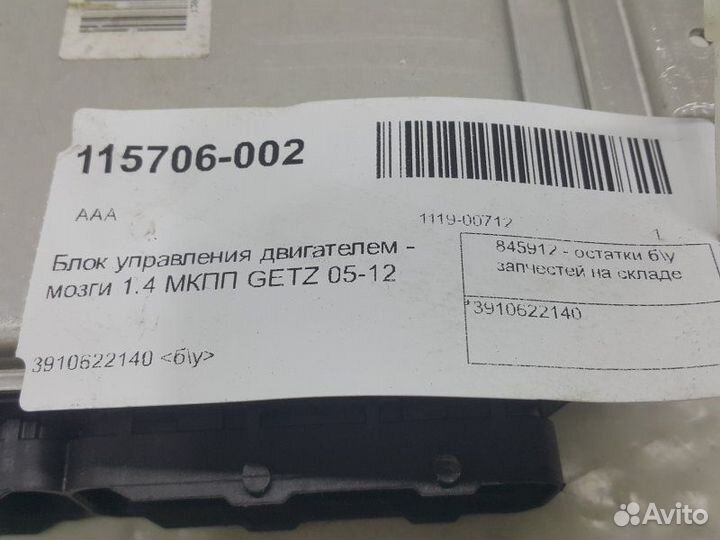 115706-002
AAA
1119-00712
1
Блок управления двигателем -
мозги 1.4 МКПП GETZ 05-12
845912 - остатки б\у
запчестей на складе
3910622140
3910622140 <б\у>
Avito